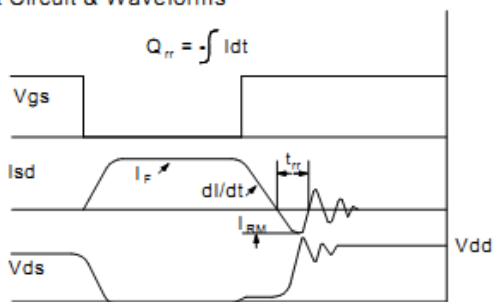 Circuit & Waveforms
Qrr = -∫ Idt
Vgs
Isd
IF
dI/dt
trr
IRM
Vdd
Vds